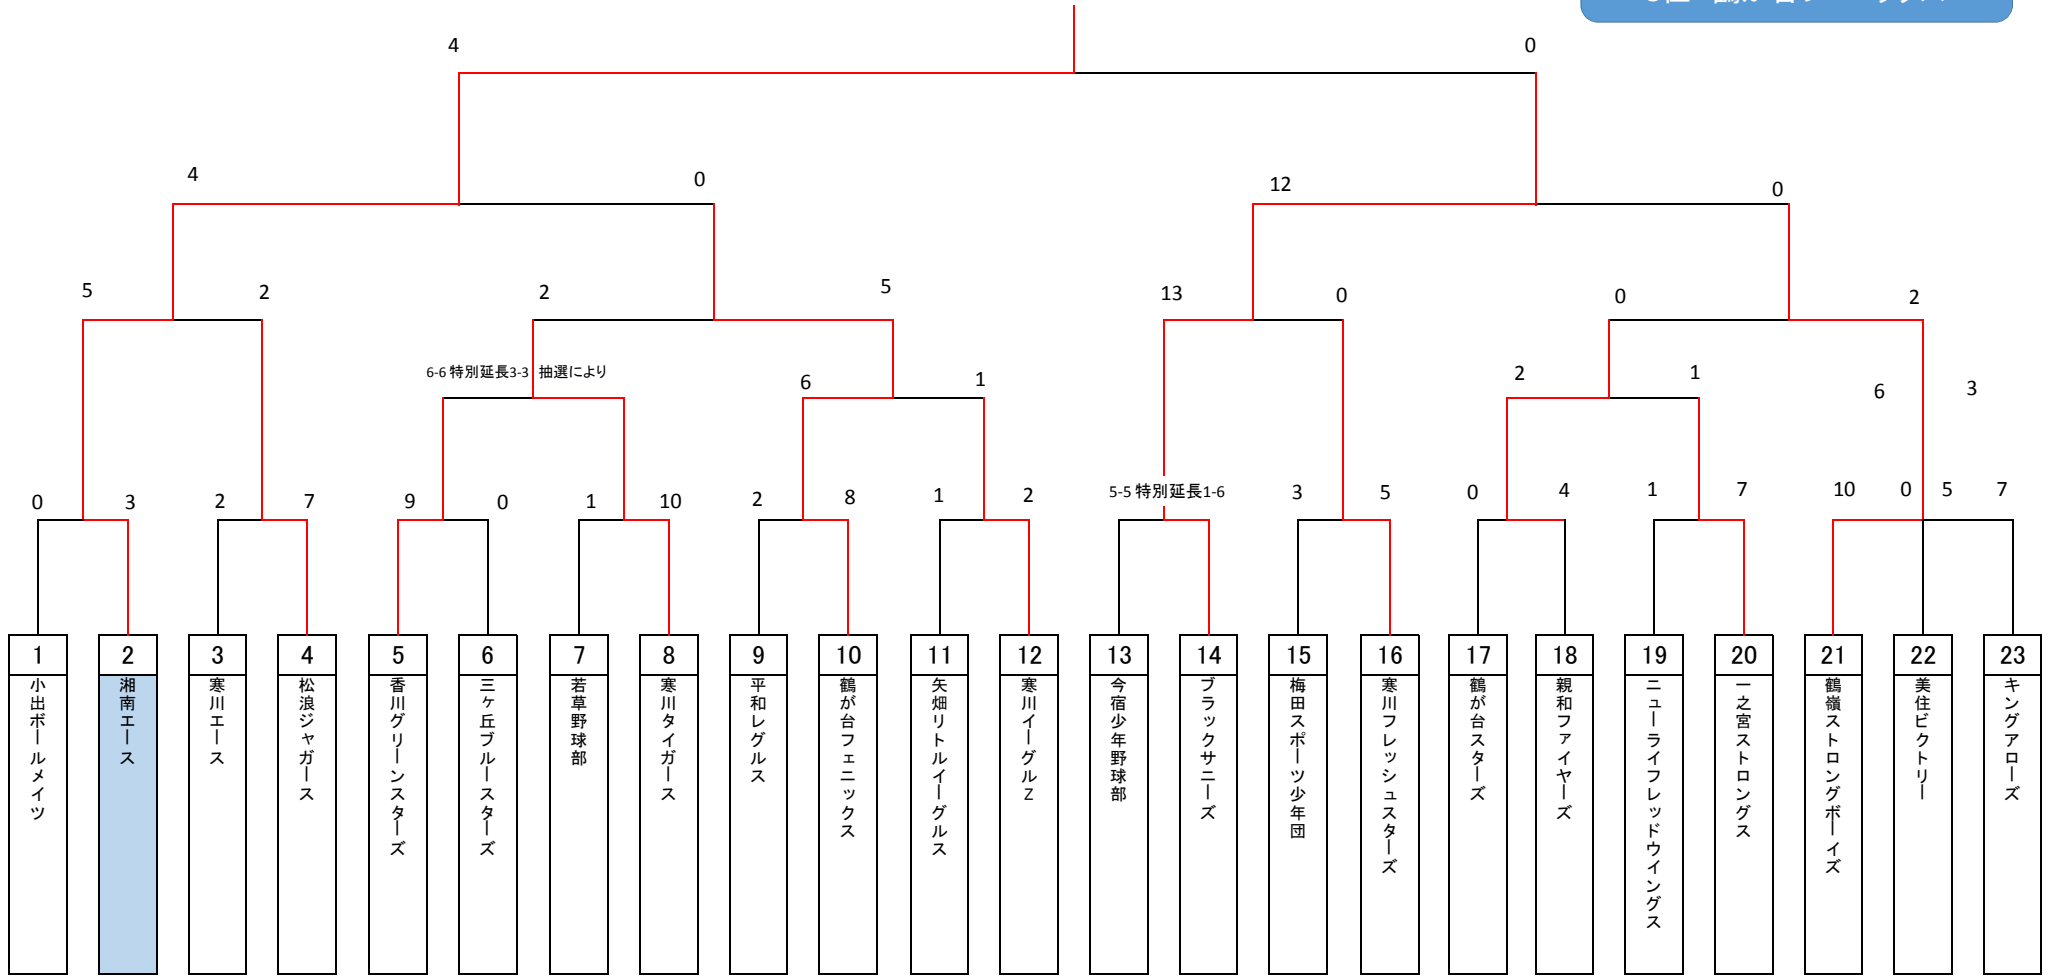 4
0
4
0
12
0
5
2
2
5
13
0
0
2
6-6 特別延長3-3 抽選により
6
1
2
1
6
3
0
3
2
7
9
0
1
10
2
8
1
2
5-5 特別延長1-6
3
5
0
4
1
7
10
0
5
7
1
小出ボールメイツ
2
湘南エース
3
寒川エース
4
松浪ジャガース
5
香川グリーンスターズ
6
三ヶ丘ブルースターズ
7
若草野球部
8
寒川タイガース
9
平和レグルス
10
鶴が台フェニックス
11
矢畑リトルイーグルス
12
寒川イーグルZ
13
今宿少年野球部
14
ブラックサニーズ
15
梅田スポーツ少年団
16
寒川フレッシュスターズ
17
鶴が台スターズ
18
親和ファイヤーズ
19
ニューライフレッドウイングス
20
一之宮ストロングス
21
鶴嶺ストロングボーイズ
22
美住ビクトリー
23
キングアローズ